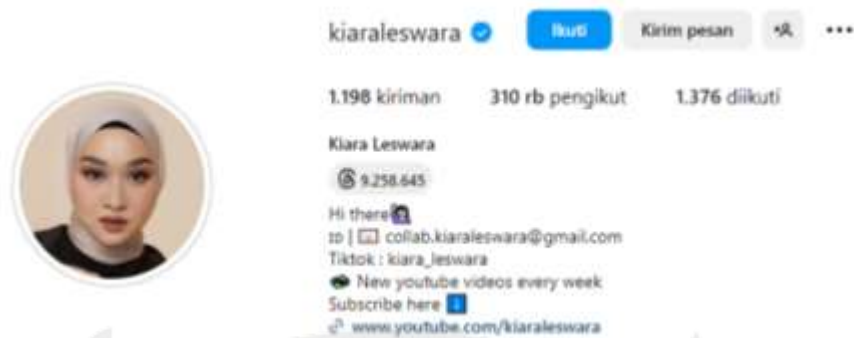 kiaraleswara Ikuti Kirim pesan
1.198 kiriman 310 rb pengikut 1.376 diikuti
Kiara Leswara
9.258.645
Hi there
ID | collab.kiaraleswara@gmail.com
Tiktok : kiara_leswara
New youtube videos every week
Subscribe here
www.youtube.com/kiaraleswara